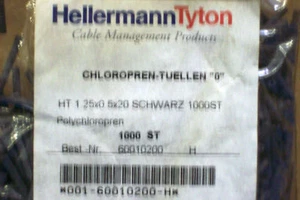 HellermannTyton
Cable Management Products
CHLOROPREN-TUELLEN "0"
HT 1.25x0.5x20 SCHWARZ 1000ST
Polychloropren
1000 ST
Best.-Nr. 60010200 H
*001-60010200-H*